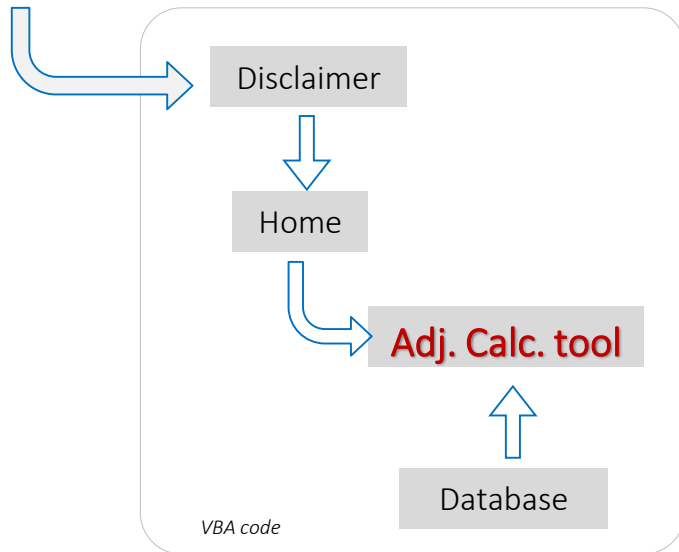 Disclaimer
Home
Adj. Calc. tool
Database
VBA code